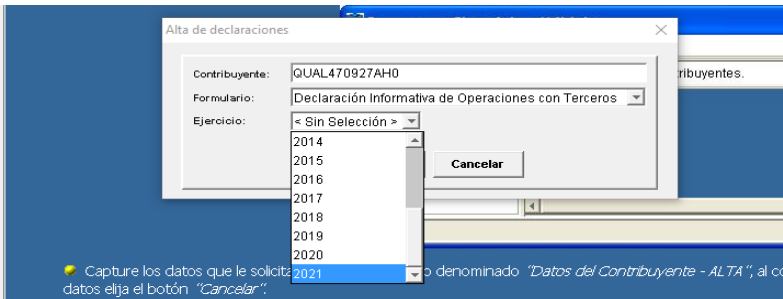 Alta de declaraciones
Contribuyente: QUAL470927AH0
ribuyentes.
Formulario: Declaración Informativa de Operaciones con Terceros
Ejercicio: < Sin Selección >
2014
2015
Cancelar
2016
2017
2018
2019
2020
2021
Capture los datos que le solicita o denominado "Datos del Contribuyente - ALTA", al co
datos elija el botón "Cancelar".